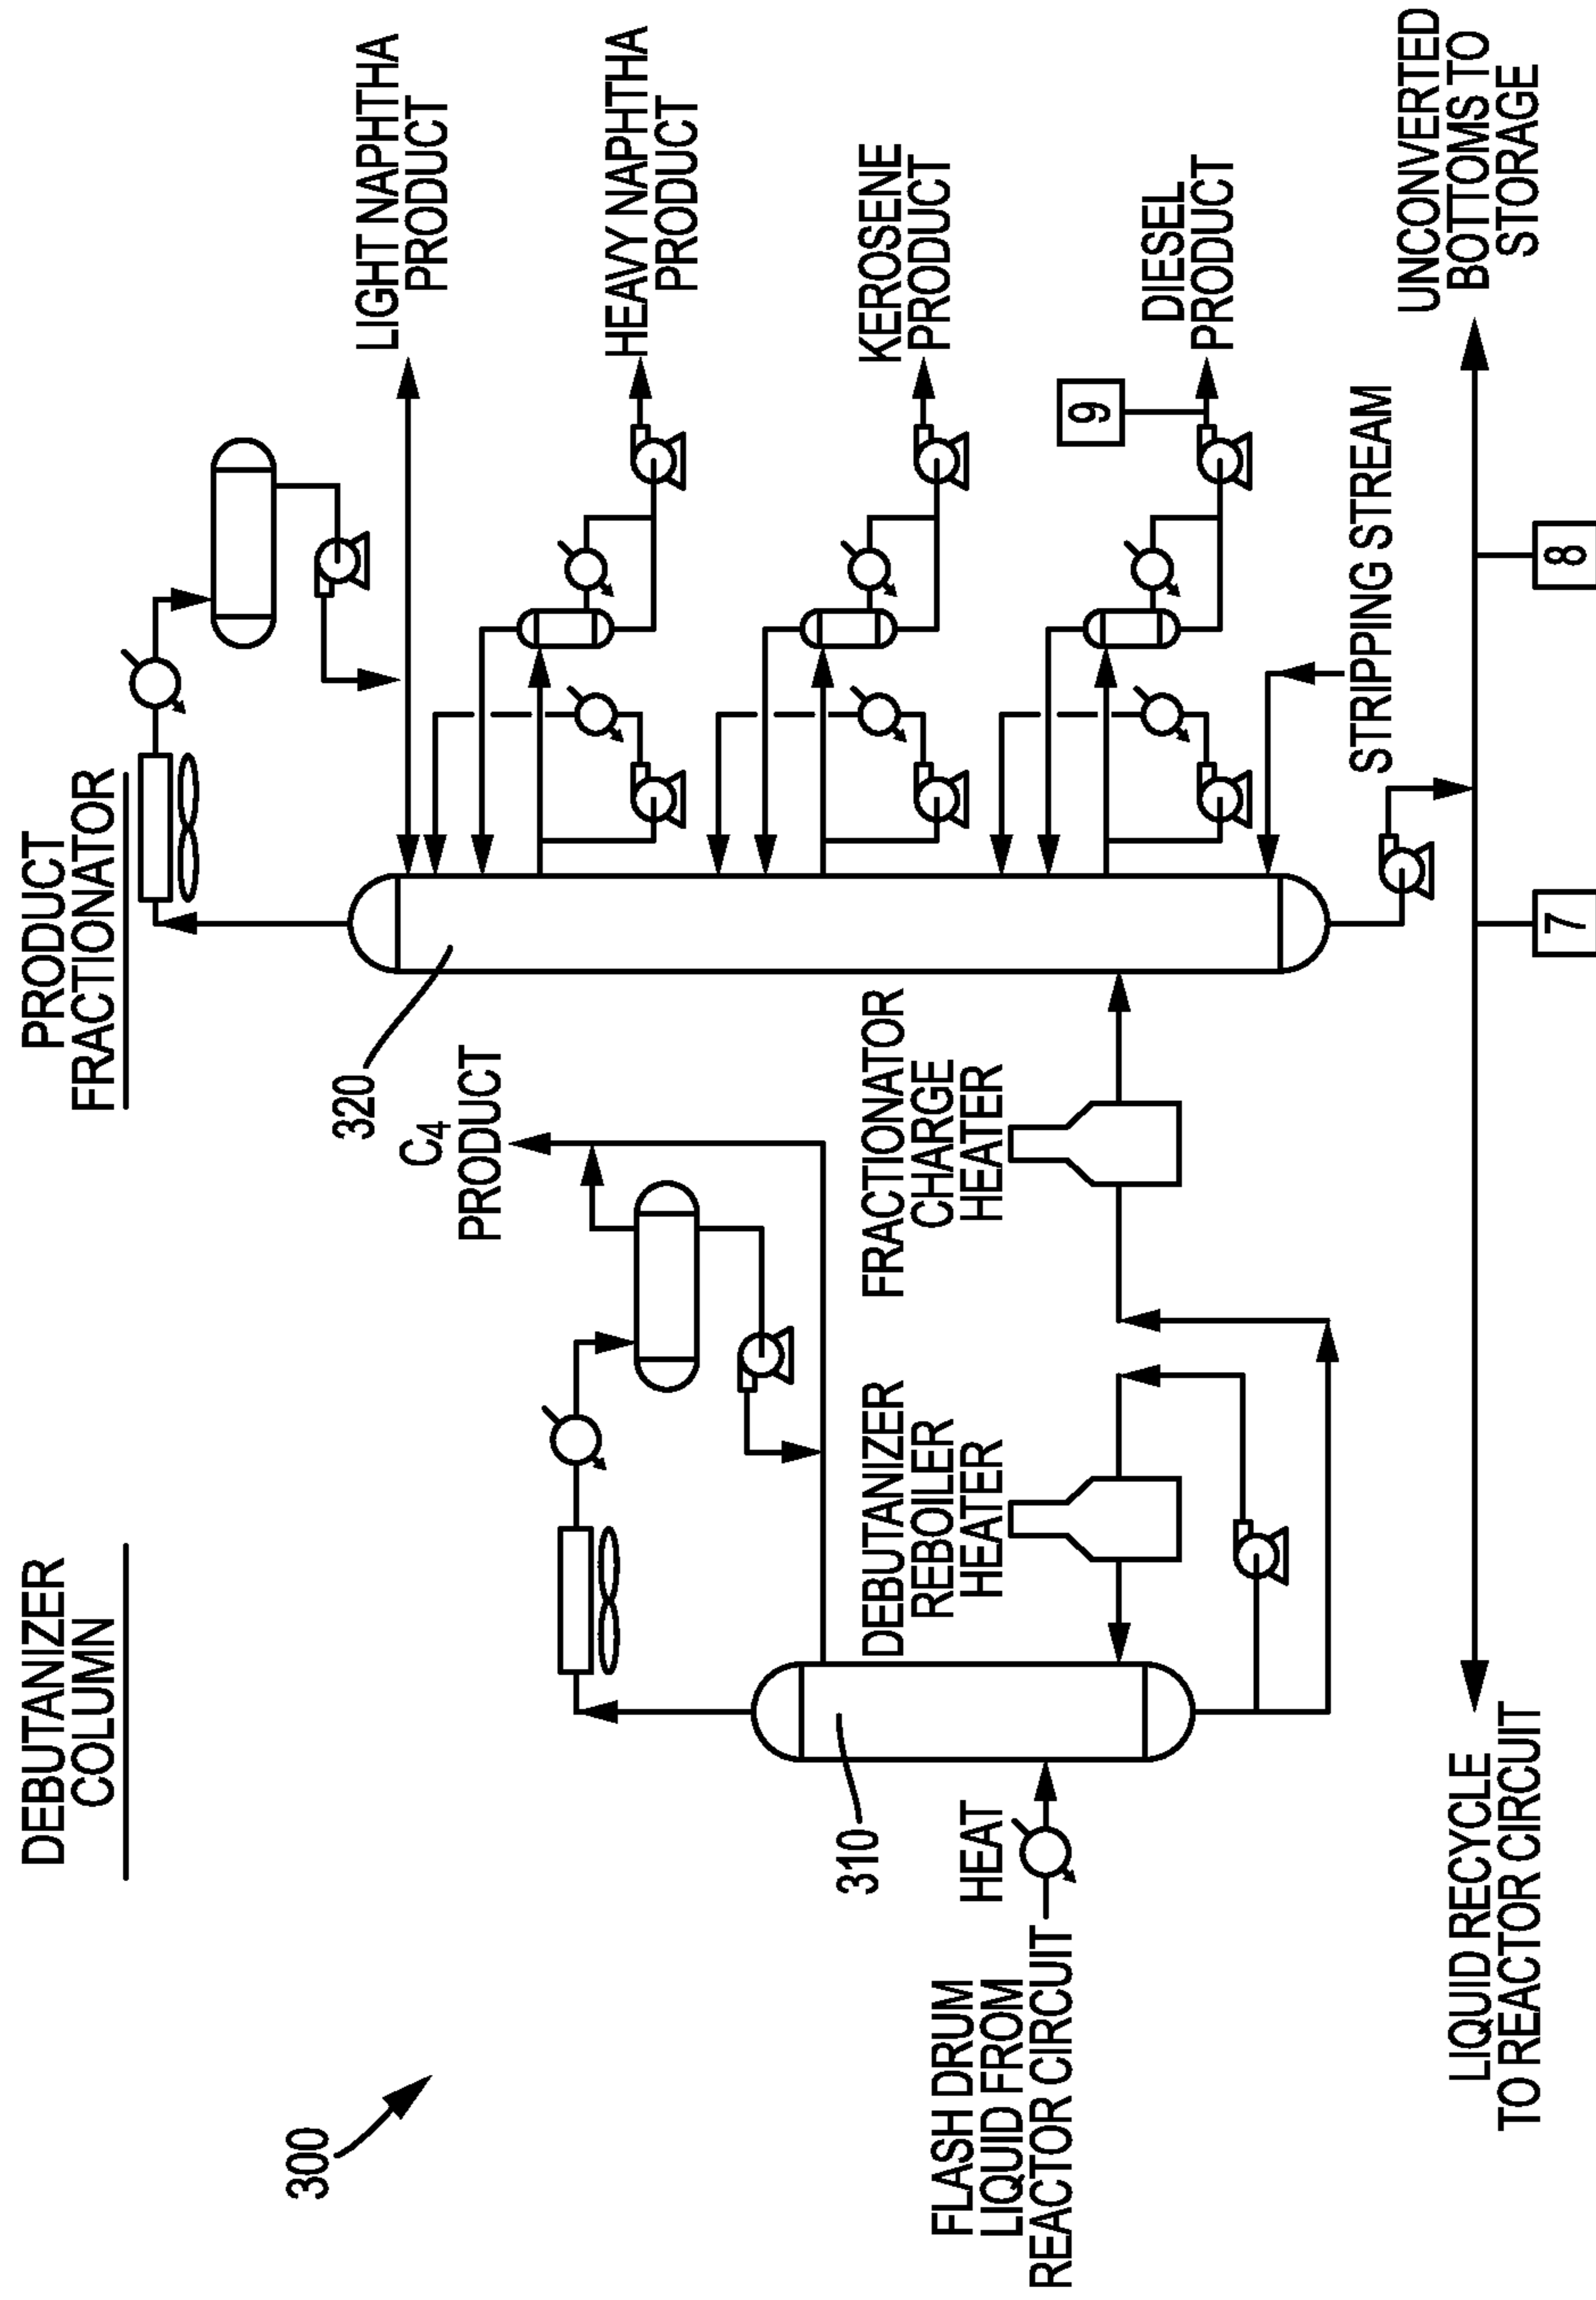 300
DEBUTANIZER
COLUMN
PRODUCT
FRACTIONATOR
320
C4
PRODUCT
LIGHT NAPHTHA
PRODUCT
HEAVY NAPHTHA
PRODUCT
KEROSENE
PRODUCT
9
DIESEL
PRODUCT
310
HEAT
FLASH DRUM
LIQUID FROM
REACTOR CIRCUIT
DEBUTANIZER
REBOILER
HEATER
FRACTIONATOR
CHARGE
HEATER
STRIPPING STREAM
LIQUID RECYCLE
TO REACTOR CIRCUIT
UNCONVERTED
BOTTOMS TO
STORAGE
7
8